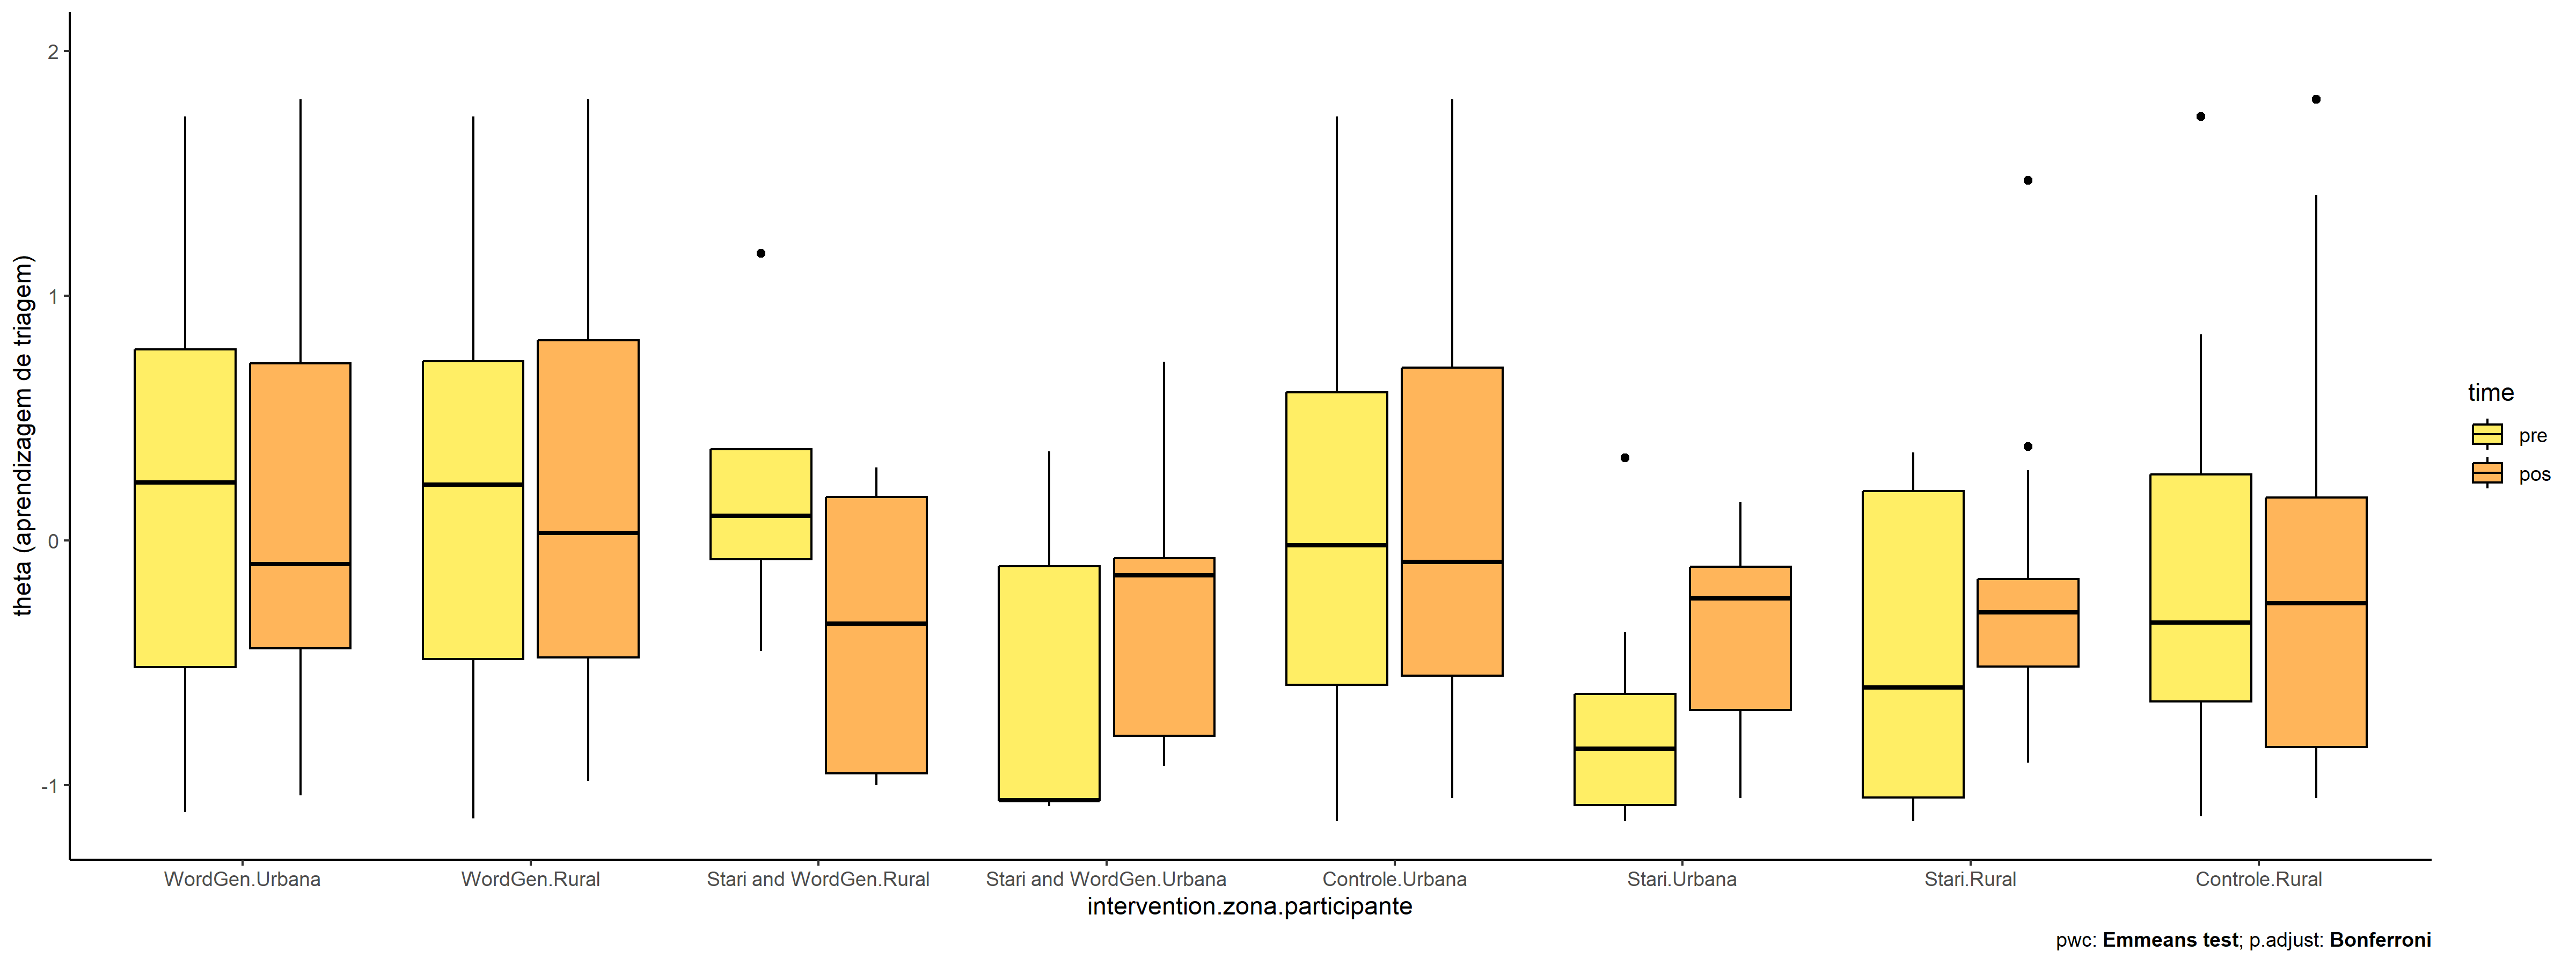 theta (aprendizagem de triagem)
2
1
0
-1
WordGen.Urbana
WordGen.Rural
Stari and WordGen.Rural
Stari and WordGen.Urbana
Controle.Urbana
Stari.Urbana
Stari.Rural
Controle.Rural
intervention.zona.participante
time
pre
pos
pwc: Emmeans test; p.adjust: Bonferroni